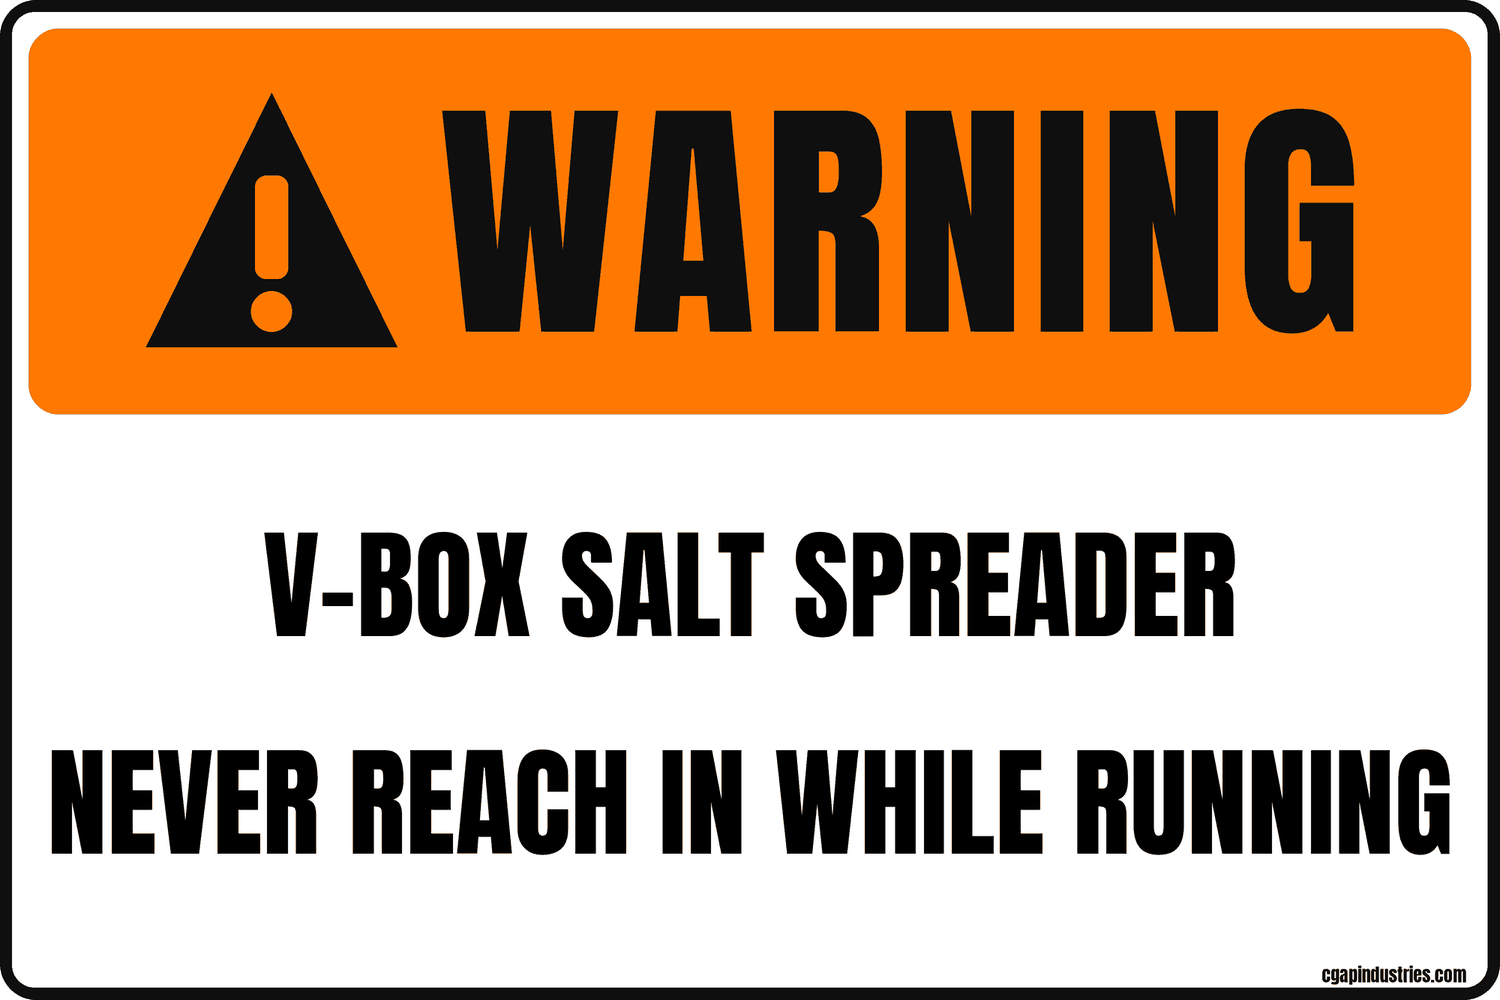 WARNING
V-BOX SALT SPREADER
NEVER REACH IN WHILE RUNNING
cgapindustries.com